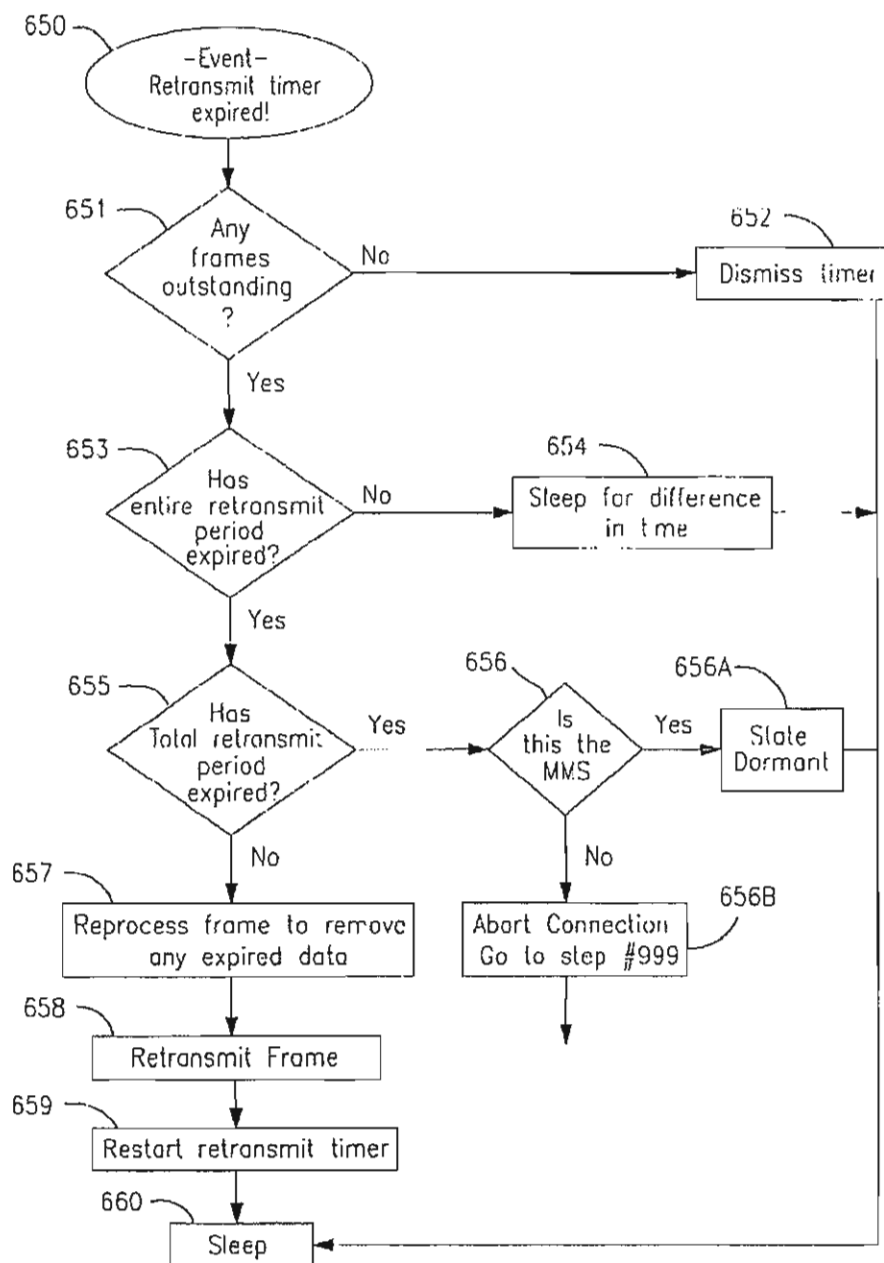 650
-Event-
Retransmit timer
expired!
651
Any
frames
outstanding
?
No
652
Dismiss timer
Yes
653
Has
entire retransmit
period
expired?
No
654
Sleep for difference
in t me
Yes
655
Has
Total retransmit
period
expired?
Yes
656
Is
this the
MMS
Yes
656A
State
Dormant
No
657
Reprocess frame to remove
any expired data
No
656B
Abort Connection
Go to step #999
658
Retransmit Frame
659
Restart retransmit timer
660
Sleep